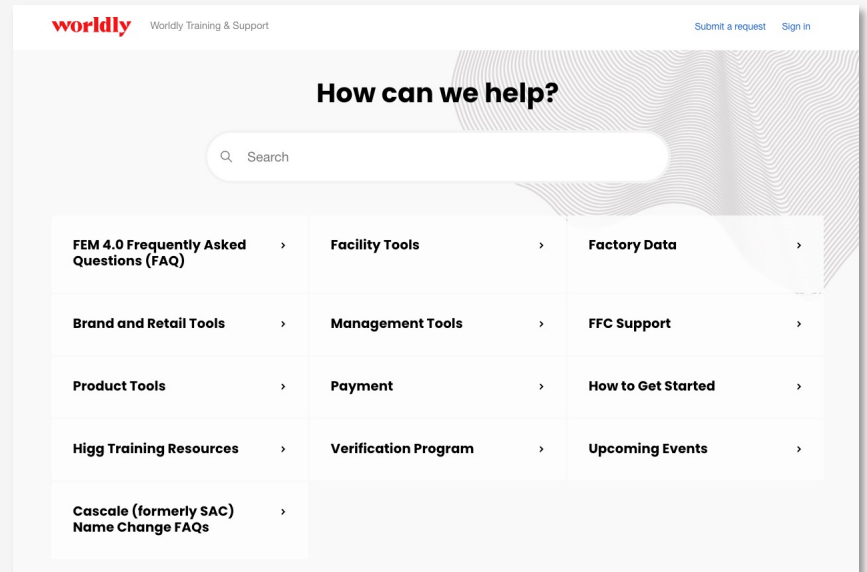 worldly Worldly Training & Support Submit a request Sign in
How can we help?
Search
FEM 4.0 Frequently Asked
Questions (FAQ)
Facility Tools
Factory Data
Brand and Retail Tools
Management Tools
FFC Support
Product Tools
Payment
How to Get Started
Higg Training Resources
Verification Program
Upcoming Events
Cascale (formerly SAC)
Name Change FAQs